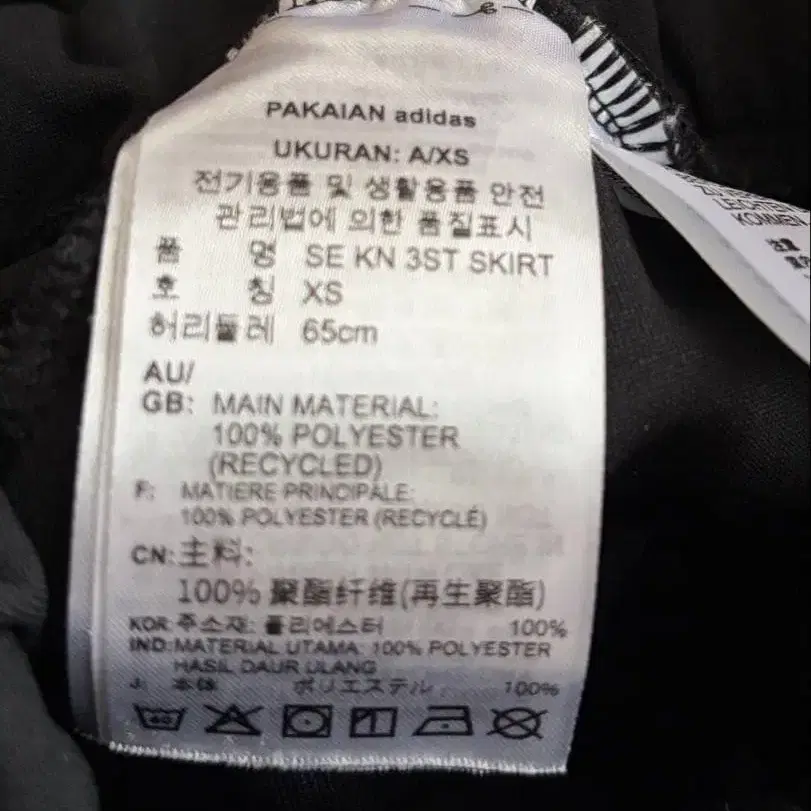 PAKAIAN adidas
UKURAN: A/XS
전기용품 및 생활용품 안전
관리법에 의한 품질표시
품 명 SE KN 3ST SKIRT
호 칭 XS
허리둘레 65cm
AU/
GB: MAIN MATERIAL:
100% POLYESTER
(RECYCLED)
F: MATIERE PRINCIPALE:
100% POLYESTER (RECYCLÉ)
CN: 主料:
100% 聚酯纤维(再生聚酯)
KOR: 주소재: 폴리에스터 100%
IND: MATERIAL UTAMA: 100% POLYESTER
HASIL DAUR ULANG
J: 本体 ポリエステル 100%
LEICHTE
KOMMEN